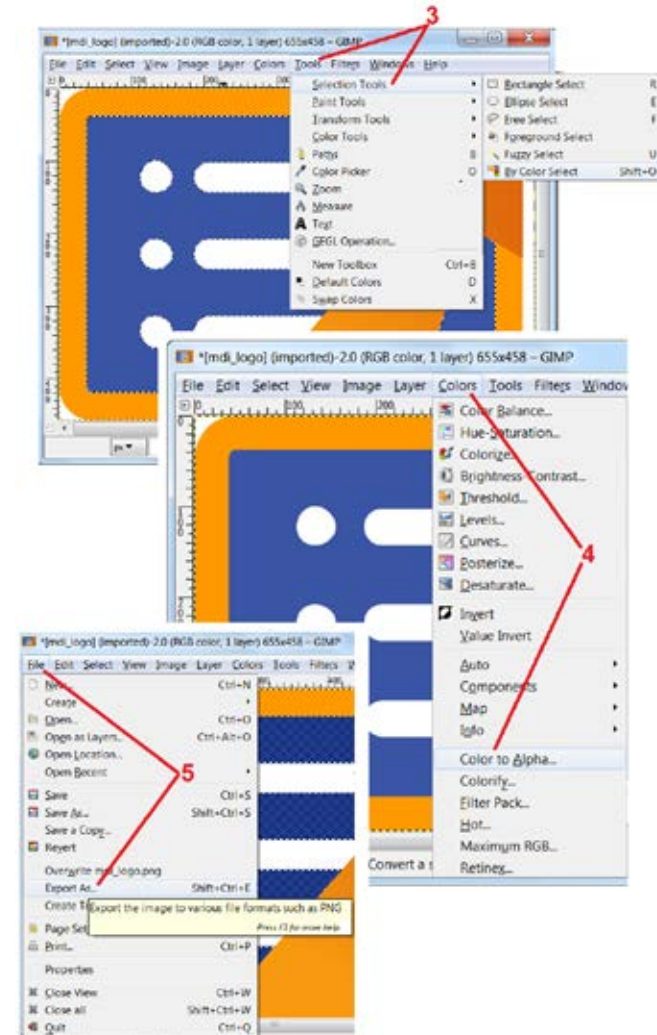 3
*[mdi_logo] (imported)-2.0 (RGB color, 1 layer) 655x458 – GIMP
File Edit Select View Image Layer Colors Tools Filters Windows Help
Selection Tools
Paint Tools
Transform Tools
Color Tools
Paths B
Color Picker O
Zoom
Measure
Text
GEGL Operation...
New Toolbox Ctrl+B
Default Colors D
Swap Colors X
Rectangle Select R
Ellipse Select E
Free Select F
Foreground Select
Fuzzy Select U
By Color Select Shift+O
px
*[mdi_logo] (imported)-2.0 (RGB color, 1 layer) 655x458 – GIMP
File Edit Select View Image Layer Colors Tools Filters Window
Color Balance...
Hue-Saturation...
Colorize...
Brightness-Contrast...
Threshold...
Levels...
Curves...
Posterize...
Desaturate...
Invert
Value Invert
Auto
Components
Map
Info
Color to Alpha...
Colorify...
Filter Pack...
Hot...
Maximum RGB...
Retinex...
4
Convert a s
*[mdi_logo] (imported)-2.0 (RGB color, 1 layer) 655x458 – GIMP
File Edit Select View Image Layer Colors Tools Filters W
New... Ctrl+N
Create
Open... Ctrl+O
Open as Layers... Ctrl+Alt+O
Open Location...
Open Recent
5
Save Ctrl+S
Save As... Shift+Ctrl+S
Save a Copy...
Revert
Overwrite mdi_logo.png
Export As... Shift+Ctrl+E
Create T
Export the image to various file formats such as PNG
Press F1 for more help
Page Set
Print... Ctrl+P
Properties
Close View Ctrl+W
Close all Shift+Ctrl+W
Quit Ctrl+Q